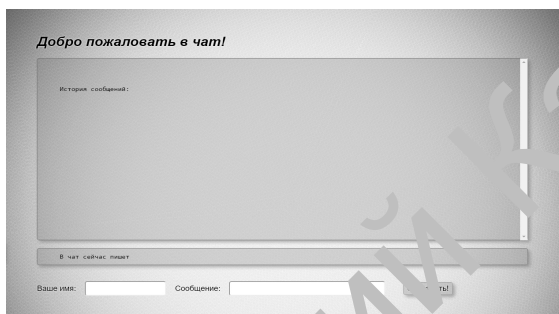 Добро пожаловать в чат!
История сообщений:
В чат сейчас пишет
Ваше имя: Сообщение: